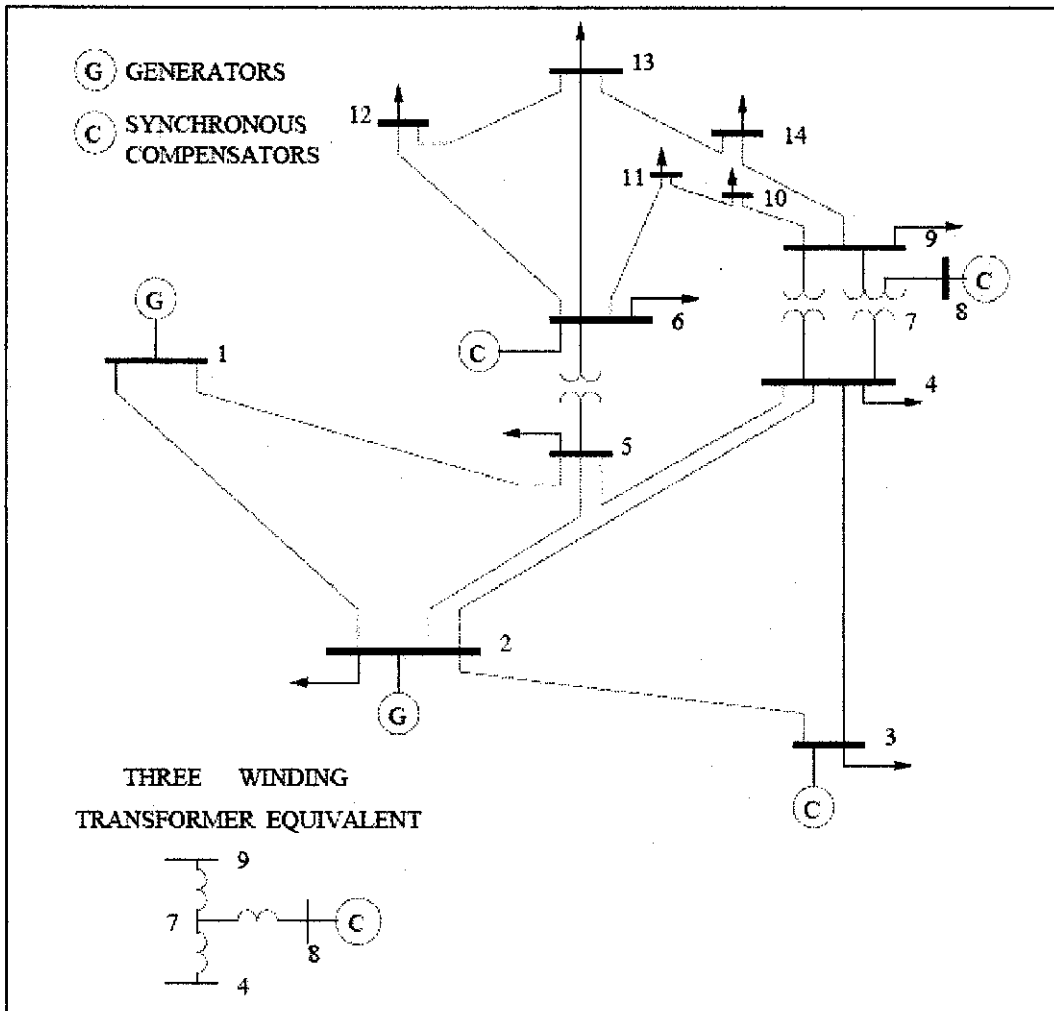 G GENERATORS
C SYNCHRONOUS
COMPENSATORS
13
12
14
11
10
9
G
C
8
7
6
C
1
4
5
2
G
3
C
THREE WINDING
TRANSFORMER EQUIVALENT
9
7
C
8
4